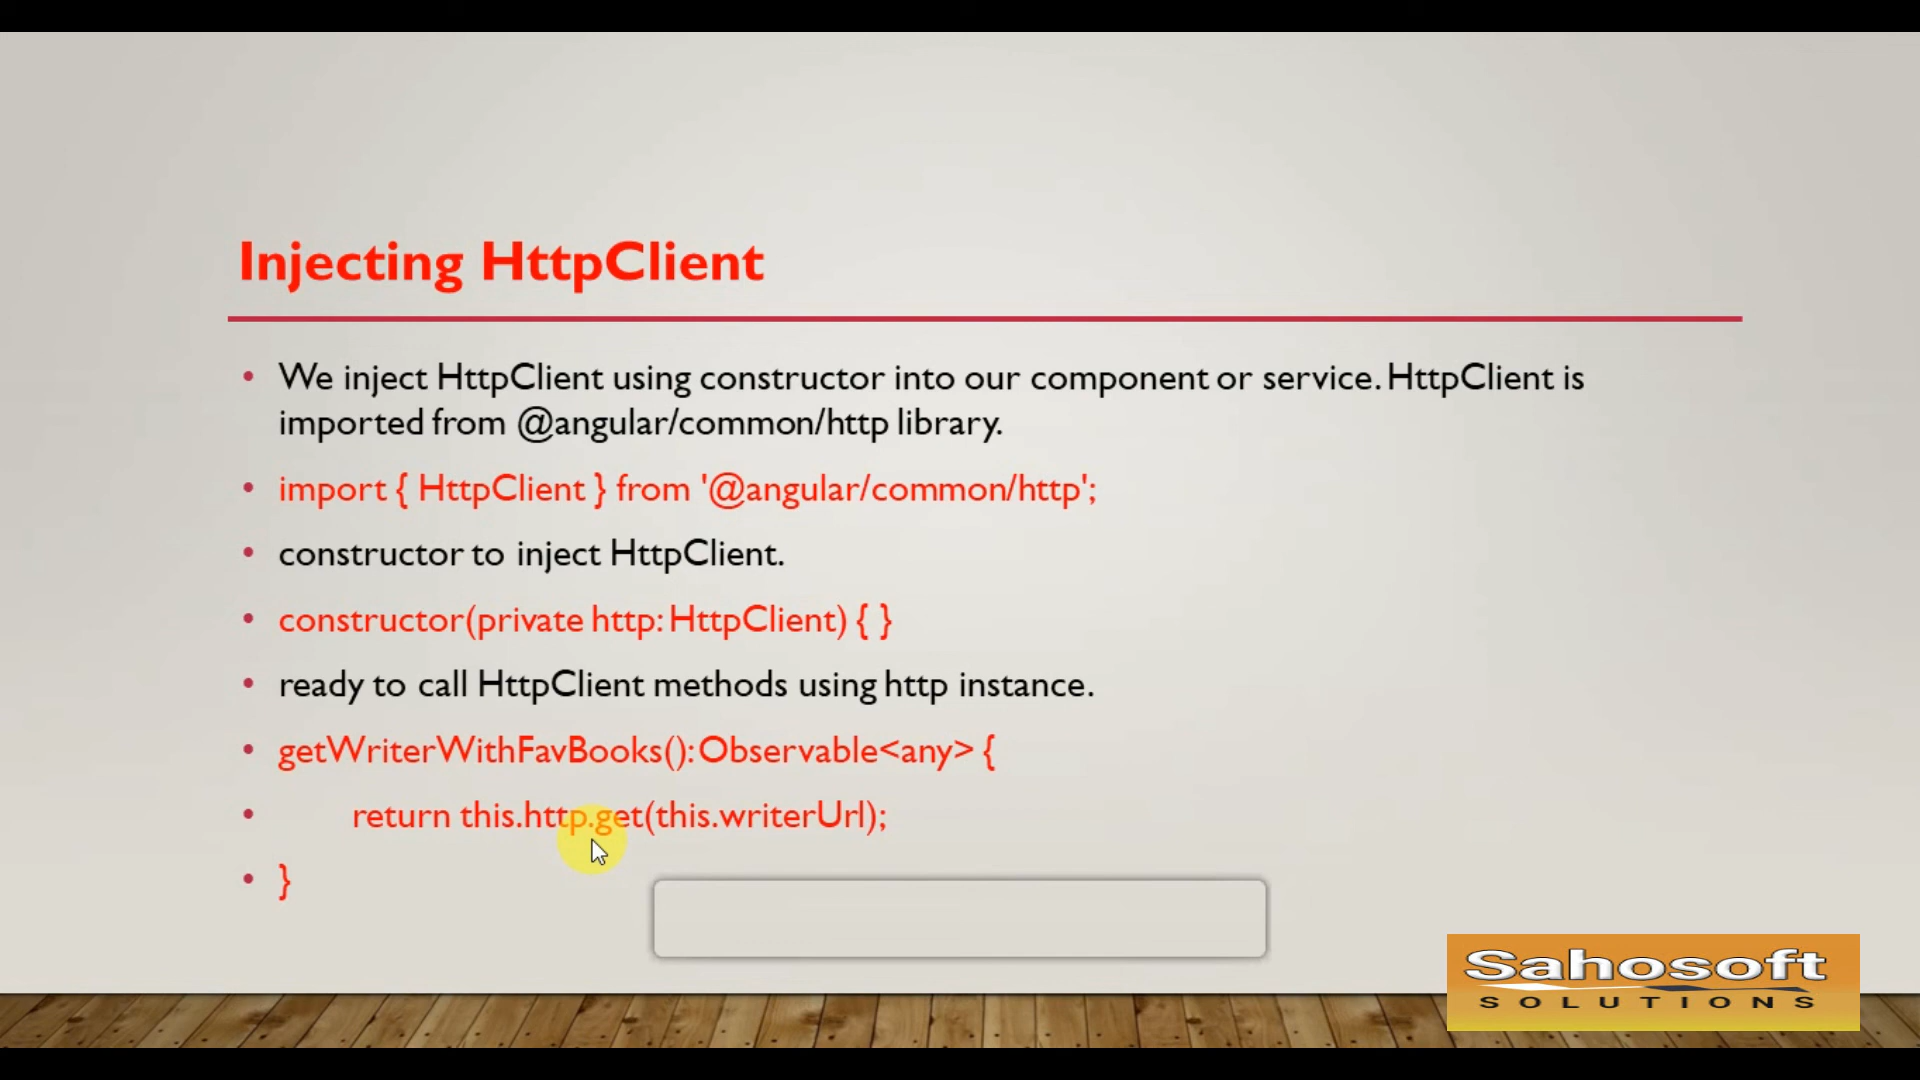 Injecting HttpClient
• We inject HttpClient using constructor into our component or service. HttpClient is
imported from @angular/common/http library.
• import { HttpClient } from '@angular/common/http';
• constructor to inject HttpClient.
• constructor(private http: HttpClient) { }
• ready to call HttpClient methods using http instance.
• getWriterWithFavBooks(): Observable<any> {
• return this.http.get(this.writerUrl);
• }
Sahosoft
SOLUTIONS